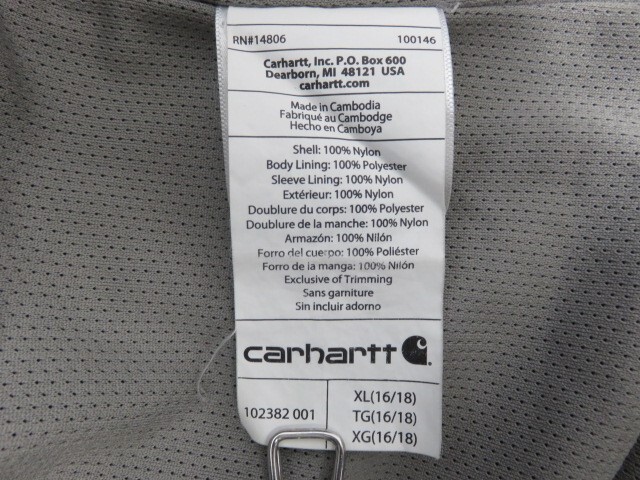 RN#14806 100146
Carhartt, Inc. P.O. Box 600
Dearborn, MI 48121 USA
carhartt.com
Made in Cambodia
Fabriqué au Cambodge
Hecho en Camboya
Shell: 100% Nylon
Body Lining: 100% Polyester
Sleeve Lining: 100% Nylon
Extérieur: 100% Nylon
Doublure du corps: 100% Polyester
Doublure de la manche: 100% Nylon
Armazón: 100% Nilón
Forro del cuerpo: 100% Poliéster
Forro de la manga: 100% Nilón
Exclusive of Trimming
Sans garniture
Sin incluir adorno
carhartt
102382 001
XL(16/18)
TG(16/18)
XG(16/18)